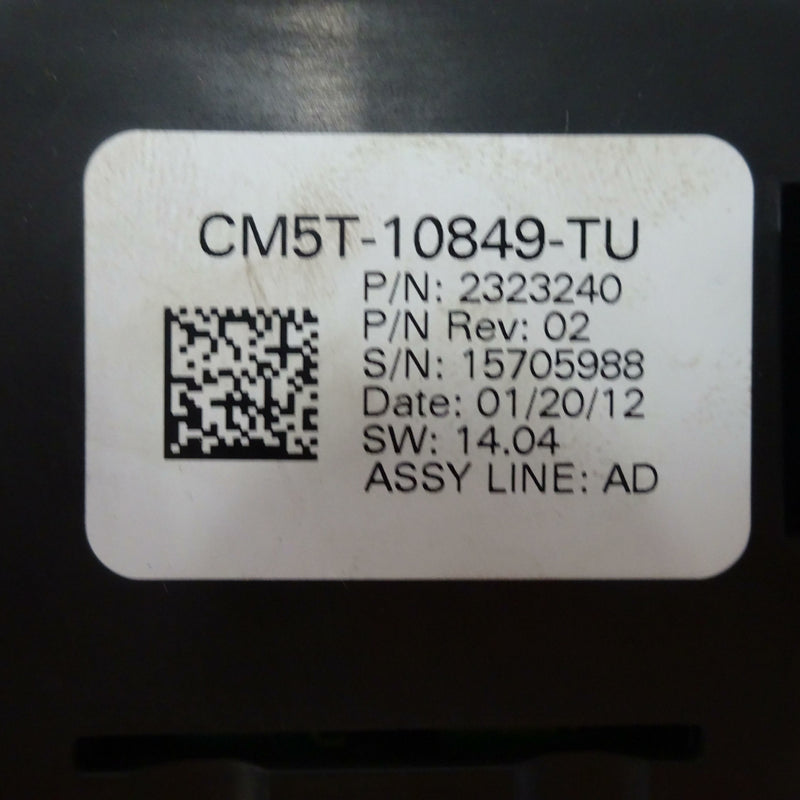 CM5T-10849-TU
P/N: 2323240
P/N Rev: 02
S/N: 15705988
Date: 01/20/12
SW: 14.04
ASSY LINE: AD